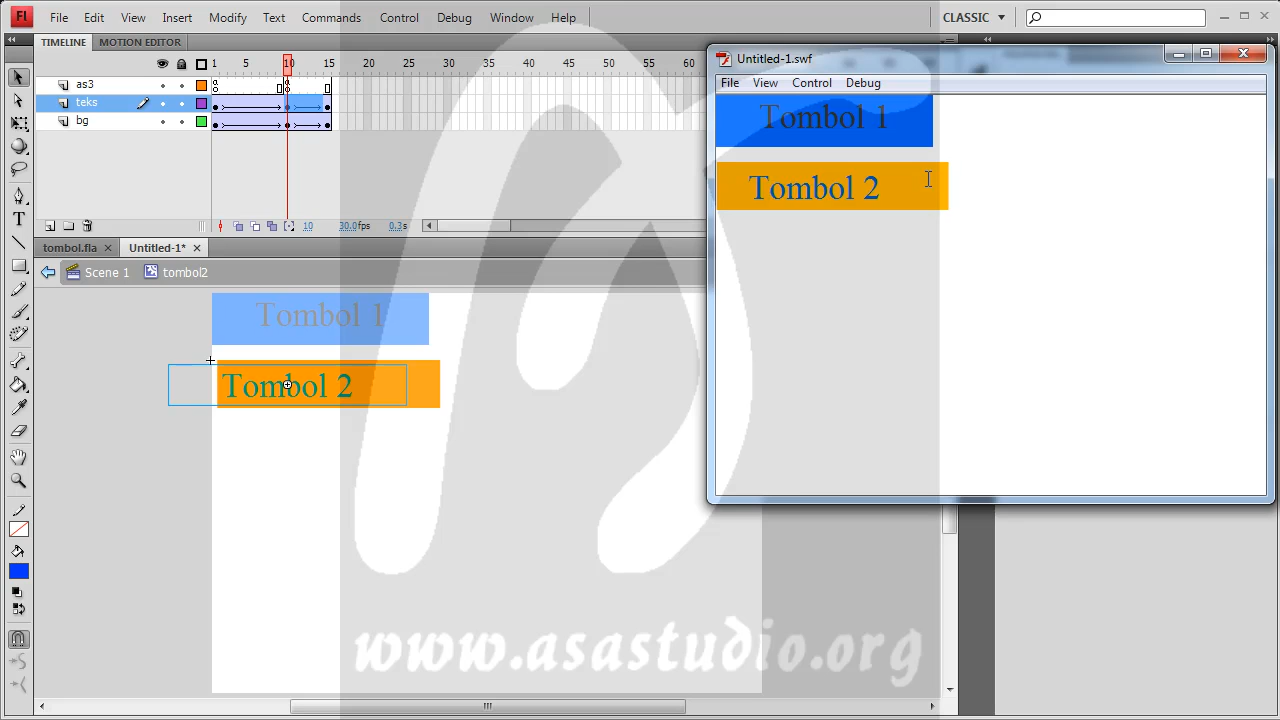 Fl File Edit View Insert Modify Text Commands Control Debug Window Help CLASSIC
TIMELINE MOTION EDITOR
1 5 10 15 20 25 30 35 40 45 50 55 60
as3
teks
bg
10 30.0fps 0.3s
tombol.fla Untitled-1*
Scene 1 tombol2
Tombol 1
Tombol 2
Untitled-1.swf
File View Control Debug
Tombol 1
Tombol 2
T
www.asastudio.org